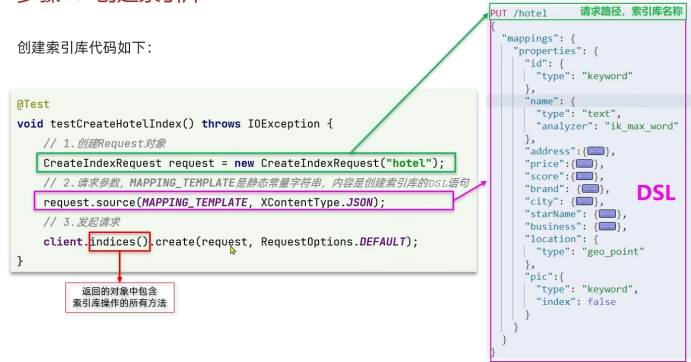 创建索引库代码如下：
@Test
void testCreateHotelIndex() throws IOException {
// 1.创建Request对象
CreateIndexRequest request = new CreateIndexRequest("hotel");
// 2.请求参数，MAPPING_TEMPLATE是静态常量字符串，内容是创建索引库的DSL语句
request.source(MAPPING_TEMPLATE, XContentType.JSON);
// 3.发起请求
client.indices().create(request, RequestOptions.DEFAULT);
}
返回的对象中包含
索引库操作的所有方法
PUT /hotel 请求路径，索引库名称
{
"mappings": {
"properties": {
"id": {
"type": "keyword"
},
"name": {
"type": "text",
"analyzer": "ik_max_word"
},
"address":{...},
"price":{...},
"score":{...},
"brand": {...},
"city": {...},
"starName": {...},
"business": {...},
"location": {
"type": "geo_point"
},
"pic":{
"type": "keyword",
"index": false
}
}
}
}
DSL